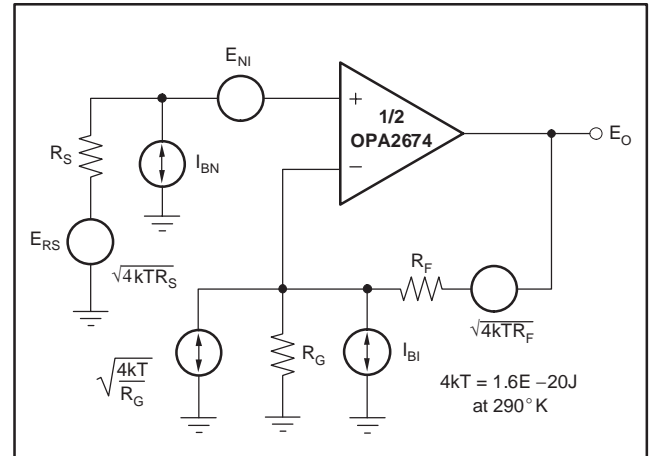 E_NI
+
1/2
OPA2674
−
E_O
R_S
I_BN
E_RS
√4kTR_S
R_F
√4kTR_F
√4kT/R_G
R_G
I_BI
4kT = 1.6E −20J
at 290°K